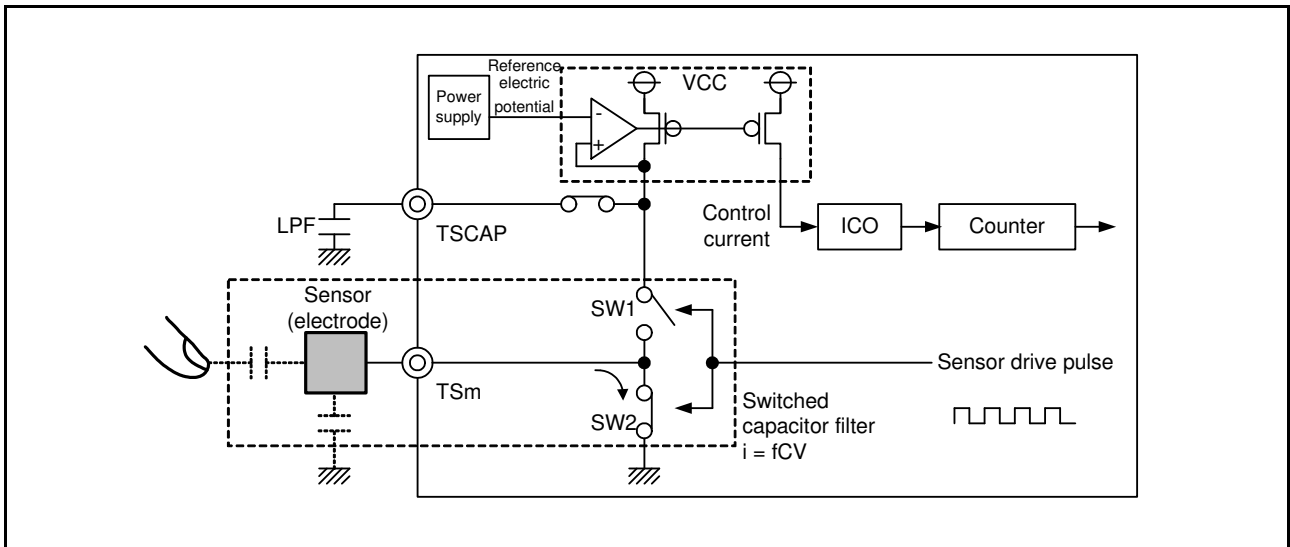 Reference
electric
potential
Power
supply
VCC
-
+
LPF
TSCAP
Control
current
ICO
Counter
Sensor
(electrode)
SW1
TSm
Sensor drive pulse
SW2
Switched
capacitor filter
i = fCV